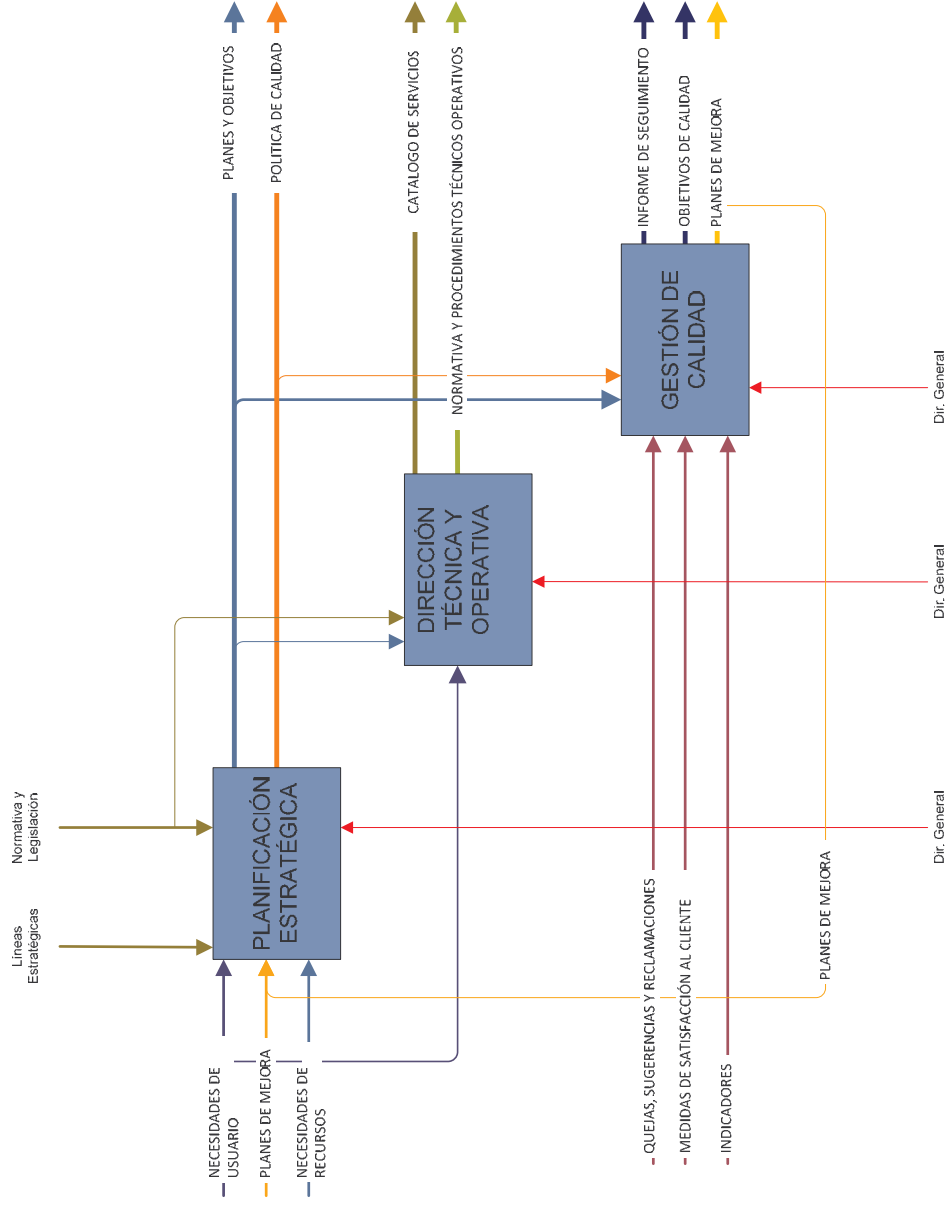 Líneas
Estratégicas
Normativa y
Legislación
NECESIDADES DE
USUARIO
PLANES DE MEJORA
NECESIDADES DE
RECURSOS
PLANIFICACIÓN
ESTRATÉGICA
PLANES Y OBJETIVOS
POLITICA DE CALIDAD
DIRECCIÓN
TÉCNICA Y
OPERATIVA
CATALOGO DE SERVICIOS
NORMATIVA Y PROCEDIMIENTOS TÉCNICOS OPERATIVOS
QUEJAS, SUGERENCIAS Y RECLAMACIONES
MEDIDAS DE SATISFACCIÓN AL CLIENTE
INDICADORES
GESTIÓN DE
CALIDAD
INFORME DE SEGUIMIENTO
OBJETIVOS DE CALIDAD
PLANES DE MEJORA
PLANES DE MEJORA
Dir. General
Dir. General
Dir. General